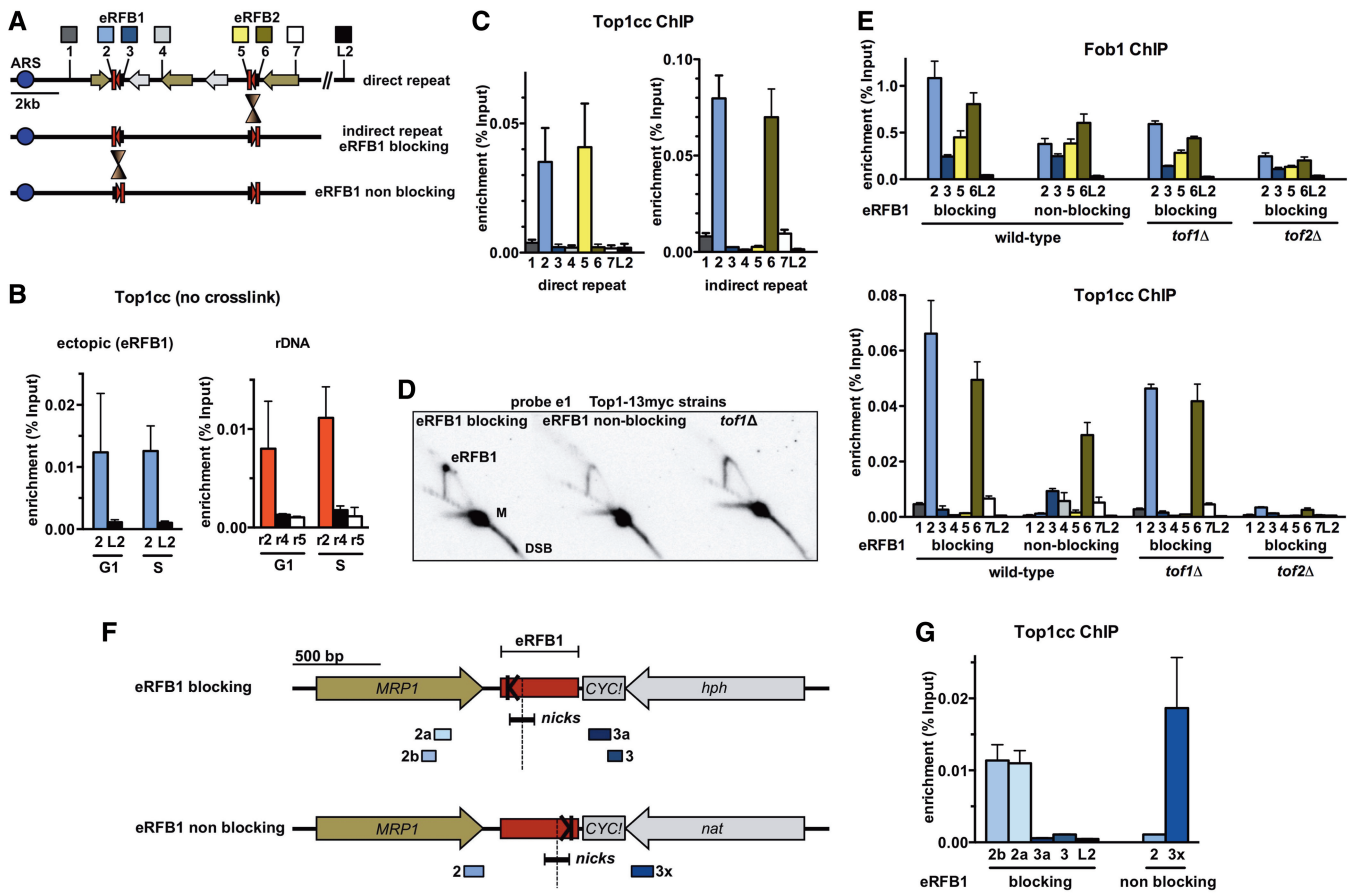 A
eRFB1
eRFB2
1
2
3
4
5
6
7
L2
ARS
direct repeat
2kb
indirect repeat
eRFB1 blocking
eRFB1 non blocking
B
Top1cc (no crosslink)
ectopic (eRFB1)
enrichment (% Input)
0.02
0.01
0.00
2 L2
2 L2
G1
S
rDNA
enrichment (% Input)
0.01
0.00
r2 r4 r5
r2 r4 r5
G1
S
C
Top1cc ChIP
enrichment (% Input)
0.05
0.00
1 2 3 4 5 6 7L2
direct repeat
enrichment (% Input)
0.10
0.05
0.00
1 2 3 4 5 6 7L2
indirect repeat
D
probe e1 Top1-13myc strains
eRFB1 blocking eRFB1 non-blocking tof1Δ
eRFB1
M
DSB
E
Fob1 ChIP
enrichment (% Input)
1.0
0.5
0.0
2 3 5 6L2 2 3 5 6L2 2 3 5 6L2 2 3 5 6L2
eRFB1 blocking non-blocking blocking blocking
wild-type tof1Δ tof2Δ
Top1cc ChIP
enrichment (% Input)
0.08
0.06
0.04
0.02
0.00
1 2 3 4 5 6 7L2 1 2 3 4 5 6 7L2 1 2 3 4 5 6 7L2 1 2 3 4 5 6 7L2
eRFB1 blocking non-blocking blocking blocking
wild-type tof1Δ tof2Δ
F
500 bp
eRFB1
eRFB1 blocking
MRP1
CYC!
hph
nicks
2a
3a
2b
3
eRFB1 non blocking
MRP1
CYC!
nat
nicks
2
3x
G
Top1cc ChIP
enrichment (% Input)
0.02
0.01
0.00
2b 2a 3a 3 L2 2 3x
eRFB1 blocking non blocking